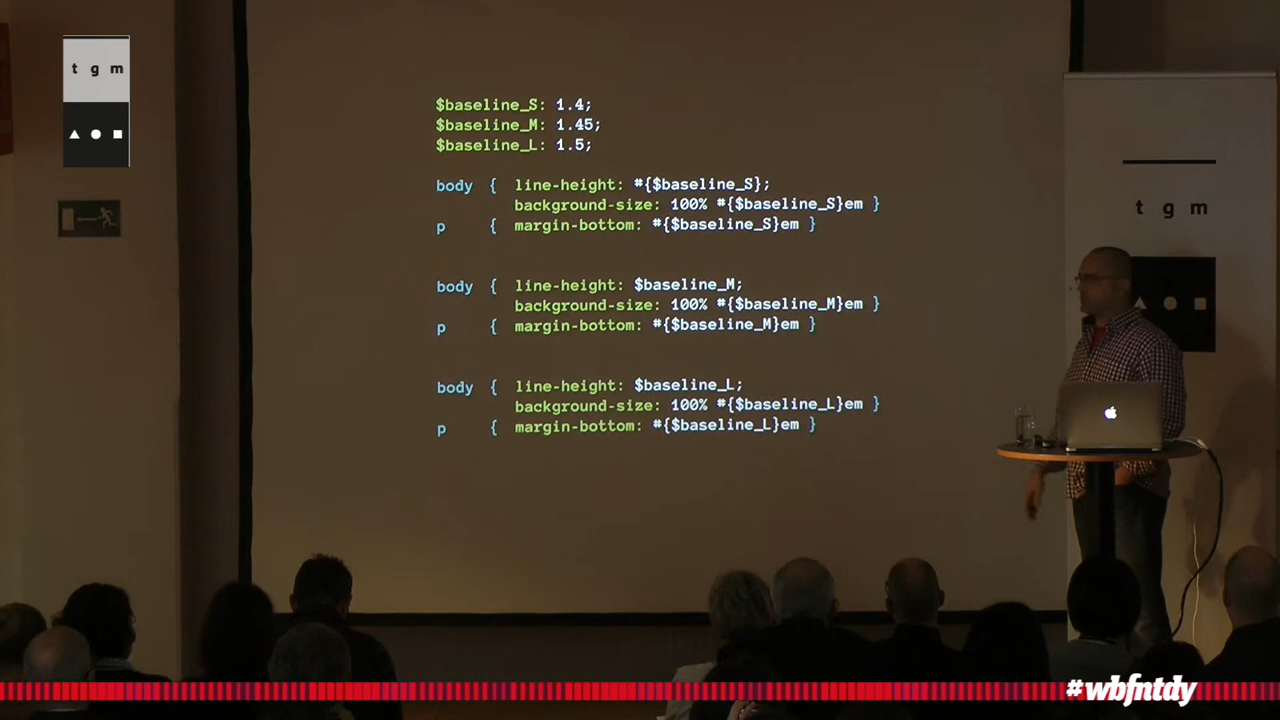 t g m
$baseline_S: 1.4;
$baseline_M: 1.45;
$baseline_L: 1.5;
body { line-height: #{$baseline_S};
background-size: 100% #{$baseline_S}em }
p { margin-bottom: #{$baseline_S}em }
body { line-height: $baseline_M;
background-size: 100% #{$baseline_M}em }
p { margin-bottom: #{$baseline_M}em }
body { line-height: $baseline_L;
background-size: 100% #{$baseline_L}em }
p { margin-bottom: #{$baseline_L}em }
t g m
#wbfntdy